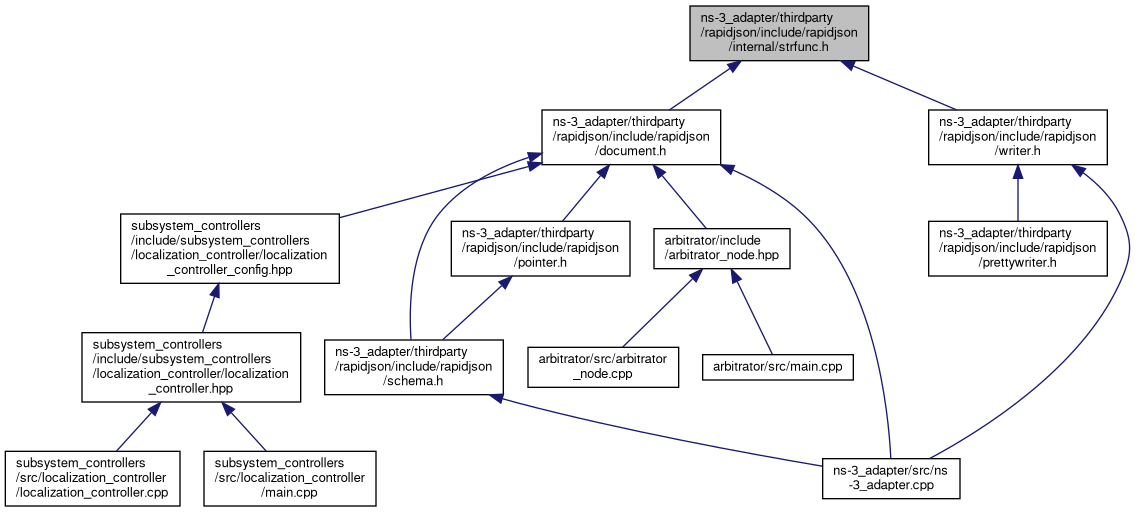 ns-3_adapter/thirdparty
/rapidjson/include/rapidjson
/internal/strfunc.h
ns-3_adapter/thirdparty
/rapidjson/include/rapidjson
/document.h
ns-3_adapter/thirdparty
/rapidjson/include/rapidjson
/writer.h
subsystem_controllers
/include/subsystem_controllers
/localization_controller/localization
_controller_config.hpp
ns-3_adapter/thirdparty
/rapidjson/include/rapidjson
/pointer.h
arbitrator/include
/arbitrator_node.hpp
ns-3_adapter/thirdparty
/rapidjson/include/rapidjson
/prettywriter.h
subsystem_controllers
/include/subsystem_controllers
/localization_controller/localization
_controller.hpp
ns-3_adapter/thirdparty
/rapidjson/include/rapidjson
/schema.h
arbitrator/src/arbitrator
_node.cpp
arbitrator/src/main.cpp
subsystem_controllers
/src/localization_controller
/localization_controller.cpp
subsystem_controllers
/src/localization_controller
/main.cpp
ns-3_adapter/src/ns
-3_adapter.cpp